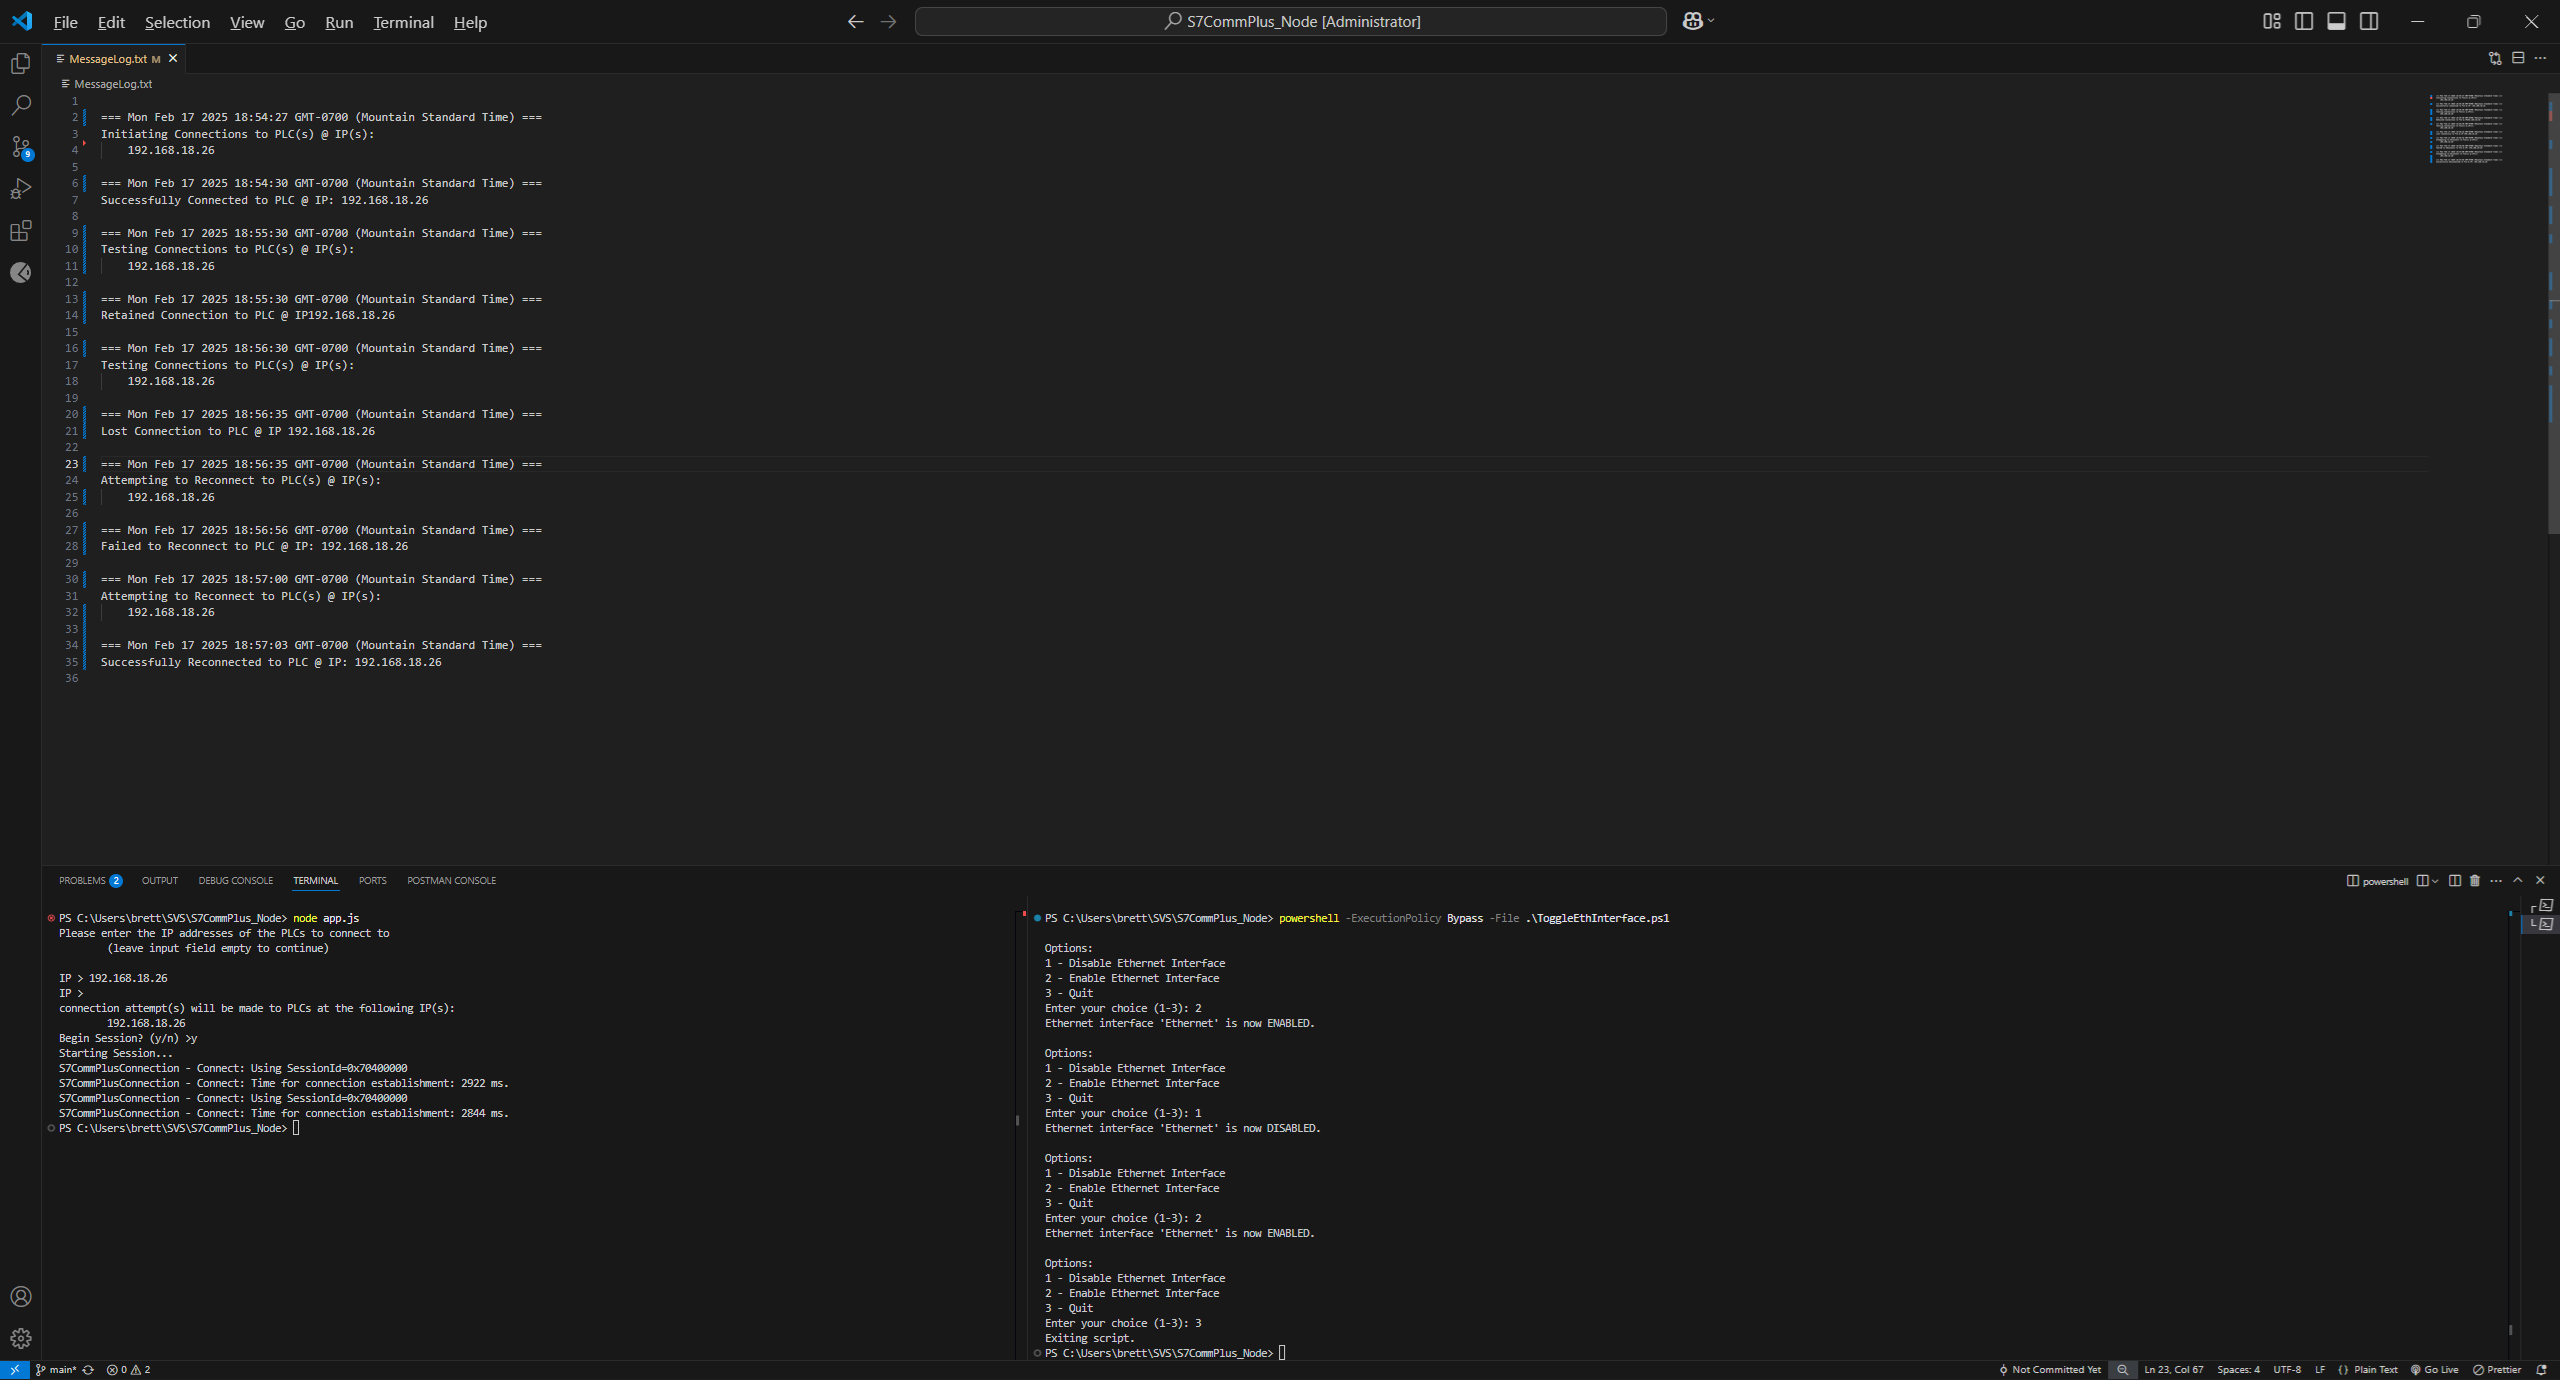 File Edit Selection View Go Run Terminal Help
S7CommPlus_Node [Administrator]
MessageLog.txt M
MessageLog.txt
1
2 === Mon Feb 17 2025 18:54:27 GMT-0700 (Mountain Standard Time) ===
3 Initiating Connections to PLC(s) @ IP(s):
4 192.168.18.26
5
6 === Mon Feb 17 2025 18:54:30 GMT-0700 (Mountain Standard Time) ===
7 Successfully Connected to PLC @ IP: 192.168.18.26
8
9 === Mon Feb 17 2025 18:55:30 GMT-0700 (Mountain Standard Time) ===
10 Testing Connections to PLC(s) @ IP(s):
11 192.168.18.26
12
13 === Mon Feb 17 2025 18:55:30 GMT-0700 (Mountain Standard Time) ===
14 Retained Connection to PLC @ IP192.168.18.26
15
16 === Mon Feb 17 2025 18:56:30 GMT-0700 (Mountain Standard Time) ===
17 Testing Connections to PLC(s) @ IP(s):
18 192.168.18.26
19
20 === Mon Feb 17 2025 18:56:35 GMT-0700 (Mountain Standard Time) ===
21 Lost Connection to PLC @ IP 192.168.18.26
22
23 === Mon Feb 17 2025 18:56:35 GMT-0700 (Mountain Standard Time) ===
24 Attempting to Reconnect to PLC(s) @ IP(s):
25 192.168.18.26
26
27 === Mon Feb 17 2025 18:56:56 GMT-0700 (Mountain Standard Time) ===
28 Failed to Reconnect to PLC @ IP: 192.168.18.26
29
30 === Mon Feb 17 2025 18:57:00 GMT-0700 (Mountain Standard Time) ===
31 Attempting to Reconnect to PLC(s) @ IP(s):
32 192.168.18.26
33
34 === Mon Feb 17 2025 18:57:03 GMT-0700 (Mountain Standard Time) ===
35 Successfully Reconnected to PLC @ IP: 192.168.18.26
36
9
PROBLEMS 2 OUTPUT DEBUG CONSOLE TERMINAL PORTS POSTMAN CONSOLE
powershell
PS C:\Users\brett\SVS\S7CommPlus_Node> node app.js
Please enter the IP addresses of the PLCs to connect to
(leave input field empty to continue)
IP > 192.168.18.26
IP >
connection attempt(s) will be made to PLCs at the following IP(s):
192.168.18.26
Begin Session? (y/n) >y
Starting Session...
S7CommPlusConnection - Connect: Using SessionId=0x70400000
S7CommPlusConnection - Connect: Time for connection establishment: 2922 ms.
S7CommPlusConnection - Connect: Using SessionId=0x70400000
S7CommPlusConnection - Connect: Time for connection establishment: 2844 ms.
PS C:\Users\brett\SVS\S7CommPlus_Node>
PS C:\Users\brett\SVS\S7CommPlus_Node> powershell -ExecutionPolicy Bypass -File .\ToggleEthInterface.ps1
Options:
1 - Disable Ethernet Interface
2 - Enable Ethernet Interface
3 - Quit
Enter your choice (1-3): 2
Ethernet interface 'Ethernet' is now ENABLED.
Options:
1 - Disable Ethernet Interface
2 - Enable Ethernet Interface
3 - Quit
Enter your choice (1-3): 1
Ethernet interface 'Ethernet' is now DISABLED.
Options:
1 - Disable Ethernet Interface
2 - Enable Ethernet Interface
3 - Quit
Enter your choice (1-3): 2
Ethernet interface 'Ethernet' is now ENABLED.
Options:
1 - Disable Ethernet Interface
2 - Enable Ethernet Interface
3 - Quit
Enter your choice (1-3): 3
Exiting script.
PS C:\Users\brett\SVS\S7CommPlus_Node>
main* 0 2
Not Committed Yet Ln 23, Col 67 Spaces: 4 UTF-8 LF {} Plain Text Go Live Prettier